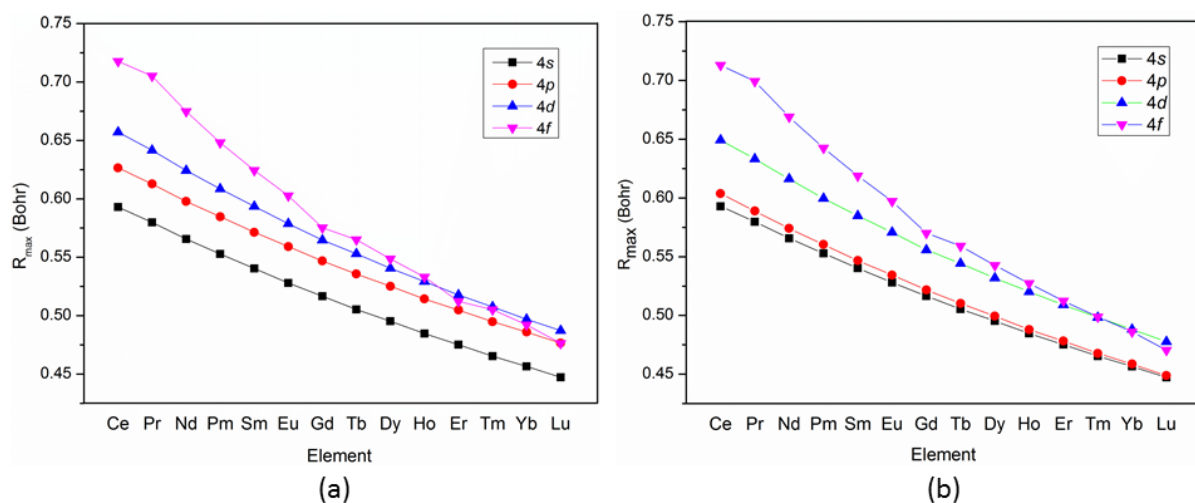 0.75
0.70
0.65
0.60
0.55
0.50
0.45
R_max (Bohr)
4s
4p
4d
4f
Ce Pr Nd Pm Sm Eu Gd Tb Dy Ho Er Tm Yb Lu
Element
(a)
0.75
0.70
0.65
0.60
0.55
0.50
0.45
Rmax (Bohr)
4s
4p
4d
4f
Ce Pr Nd Pm Sm Eu Gd Tb Dy Ho Er Tm Yb Lu
Element
(b)